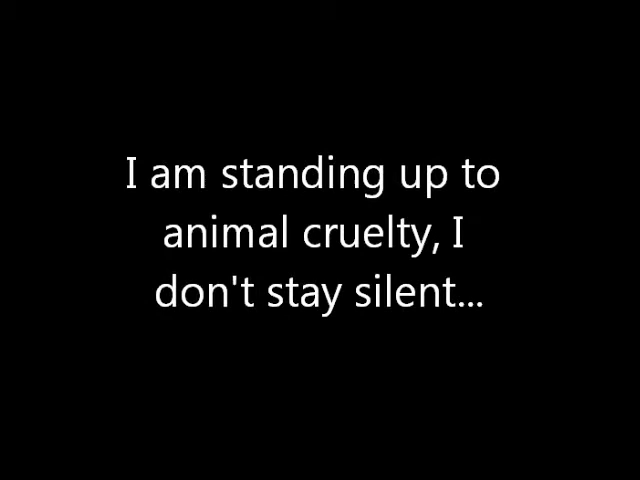 I am standing up to
animal cruelty, I
don't stay silent...